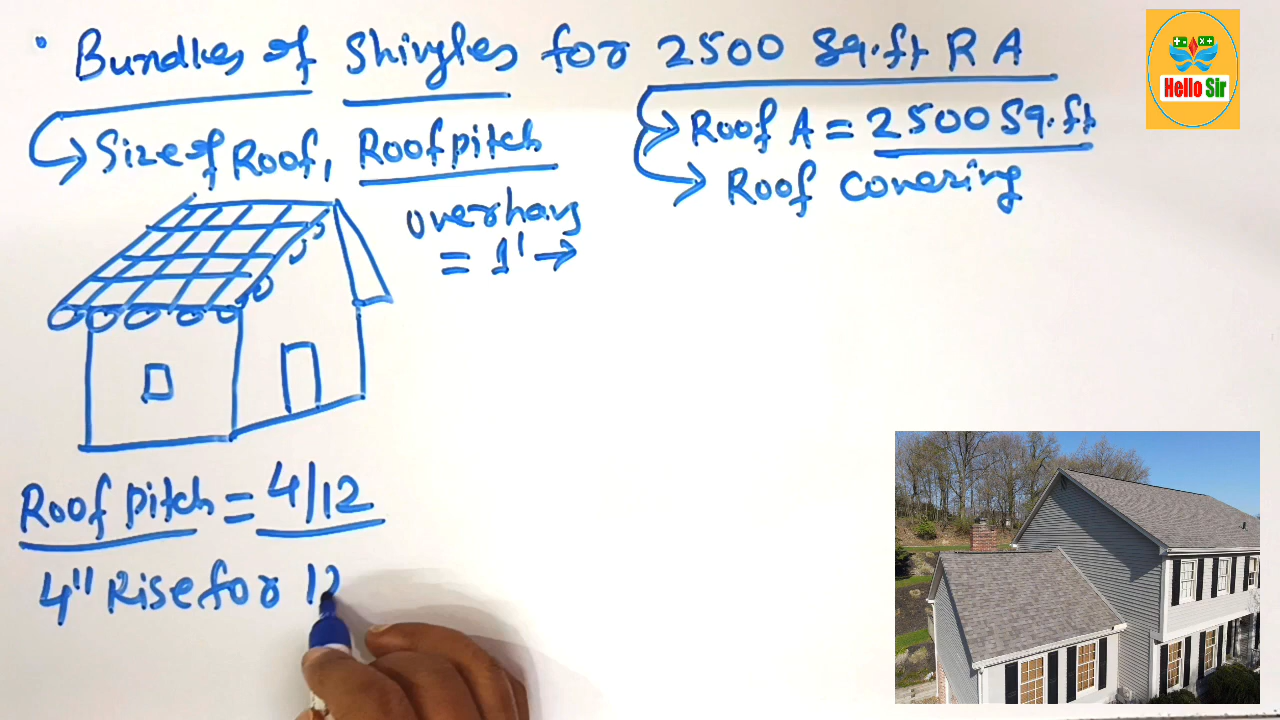 Bundles of Shingles for 2500 Sq.ft R A
Size of Roof, Roof pitch
overhang
= 1' →
Roof A = 2500 Sq.ft
Roof covering
Roof pitch = 4/12
4" Rise for 12
Hello Sir